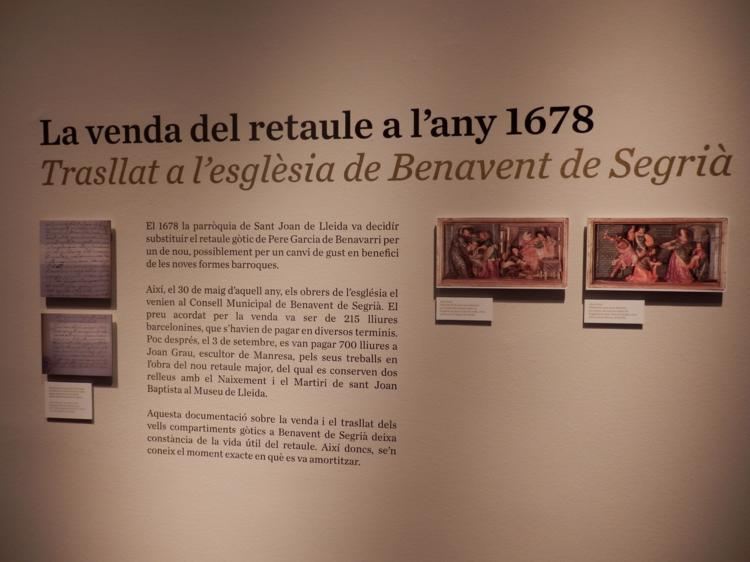 La venda del retaule a l'any 1678
Trasllat a l'esglèsia de Benavent de Segrià
El 1678 la parròquia de Sant Joan de Lleida va decidír
substituir el retaule gòtic de Pere Garcia de Benavarri per
un de nou, possiblement per un canvi de gust en benefici
de les noves formes barroques.
Així, el 30 de maig d'aquell any, els obrers de l'església el
venien al Consell Municipal de Benavent de Segrià. El
preu acordat per la venda va ser de 215 lliures
barcelonines, que s'havien de pagar en diversos terminis.
Poc després, el 3 de setembre, es van pagar 700 lliures a
Joan Grau, escultor de Manresa, pels seus treballs en
l'obra del nou retaule major, del qual es conserven dos
relleus amb el Naixement i el Martiri de sant Joan
Baptista al Museu de Lleida.
Aquesta documentació sobre la venda i el trasllat dels
vells compartiments gòtics a Benavent de Segrià deixa
constància de la vida útil del retaule. Així doncs, se'n
coneix el moment exacte en què es va amortitzar.